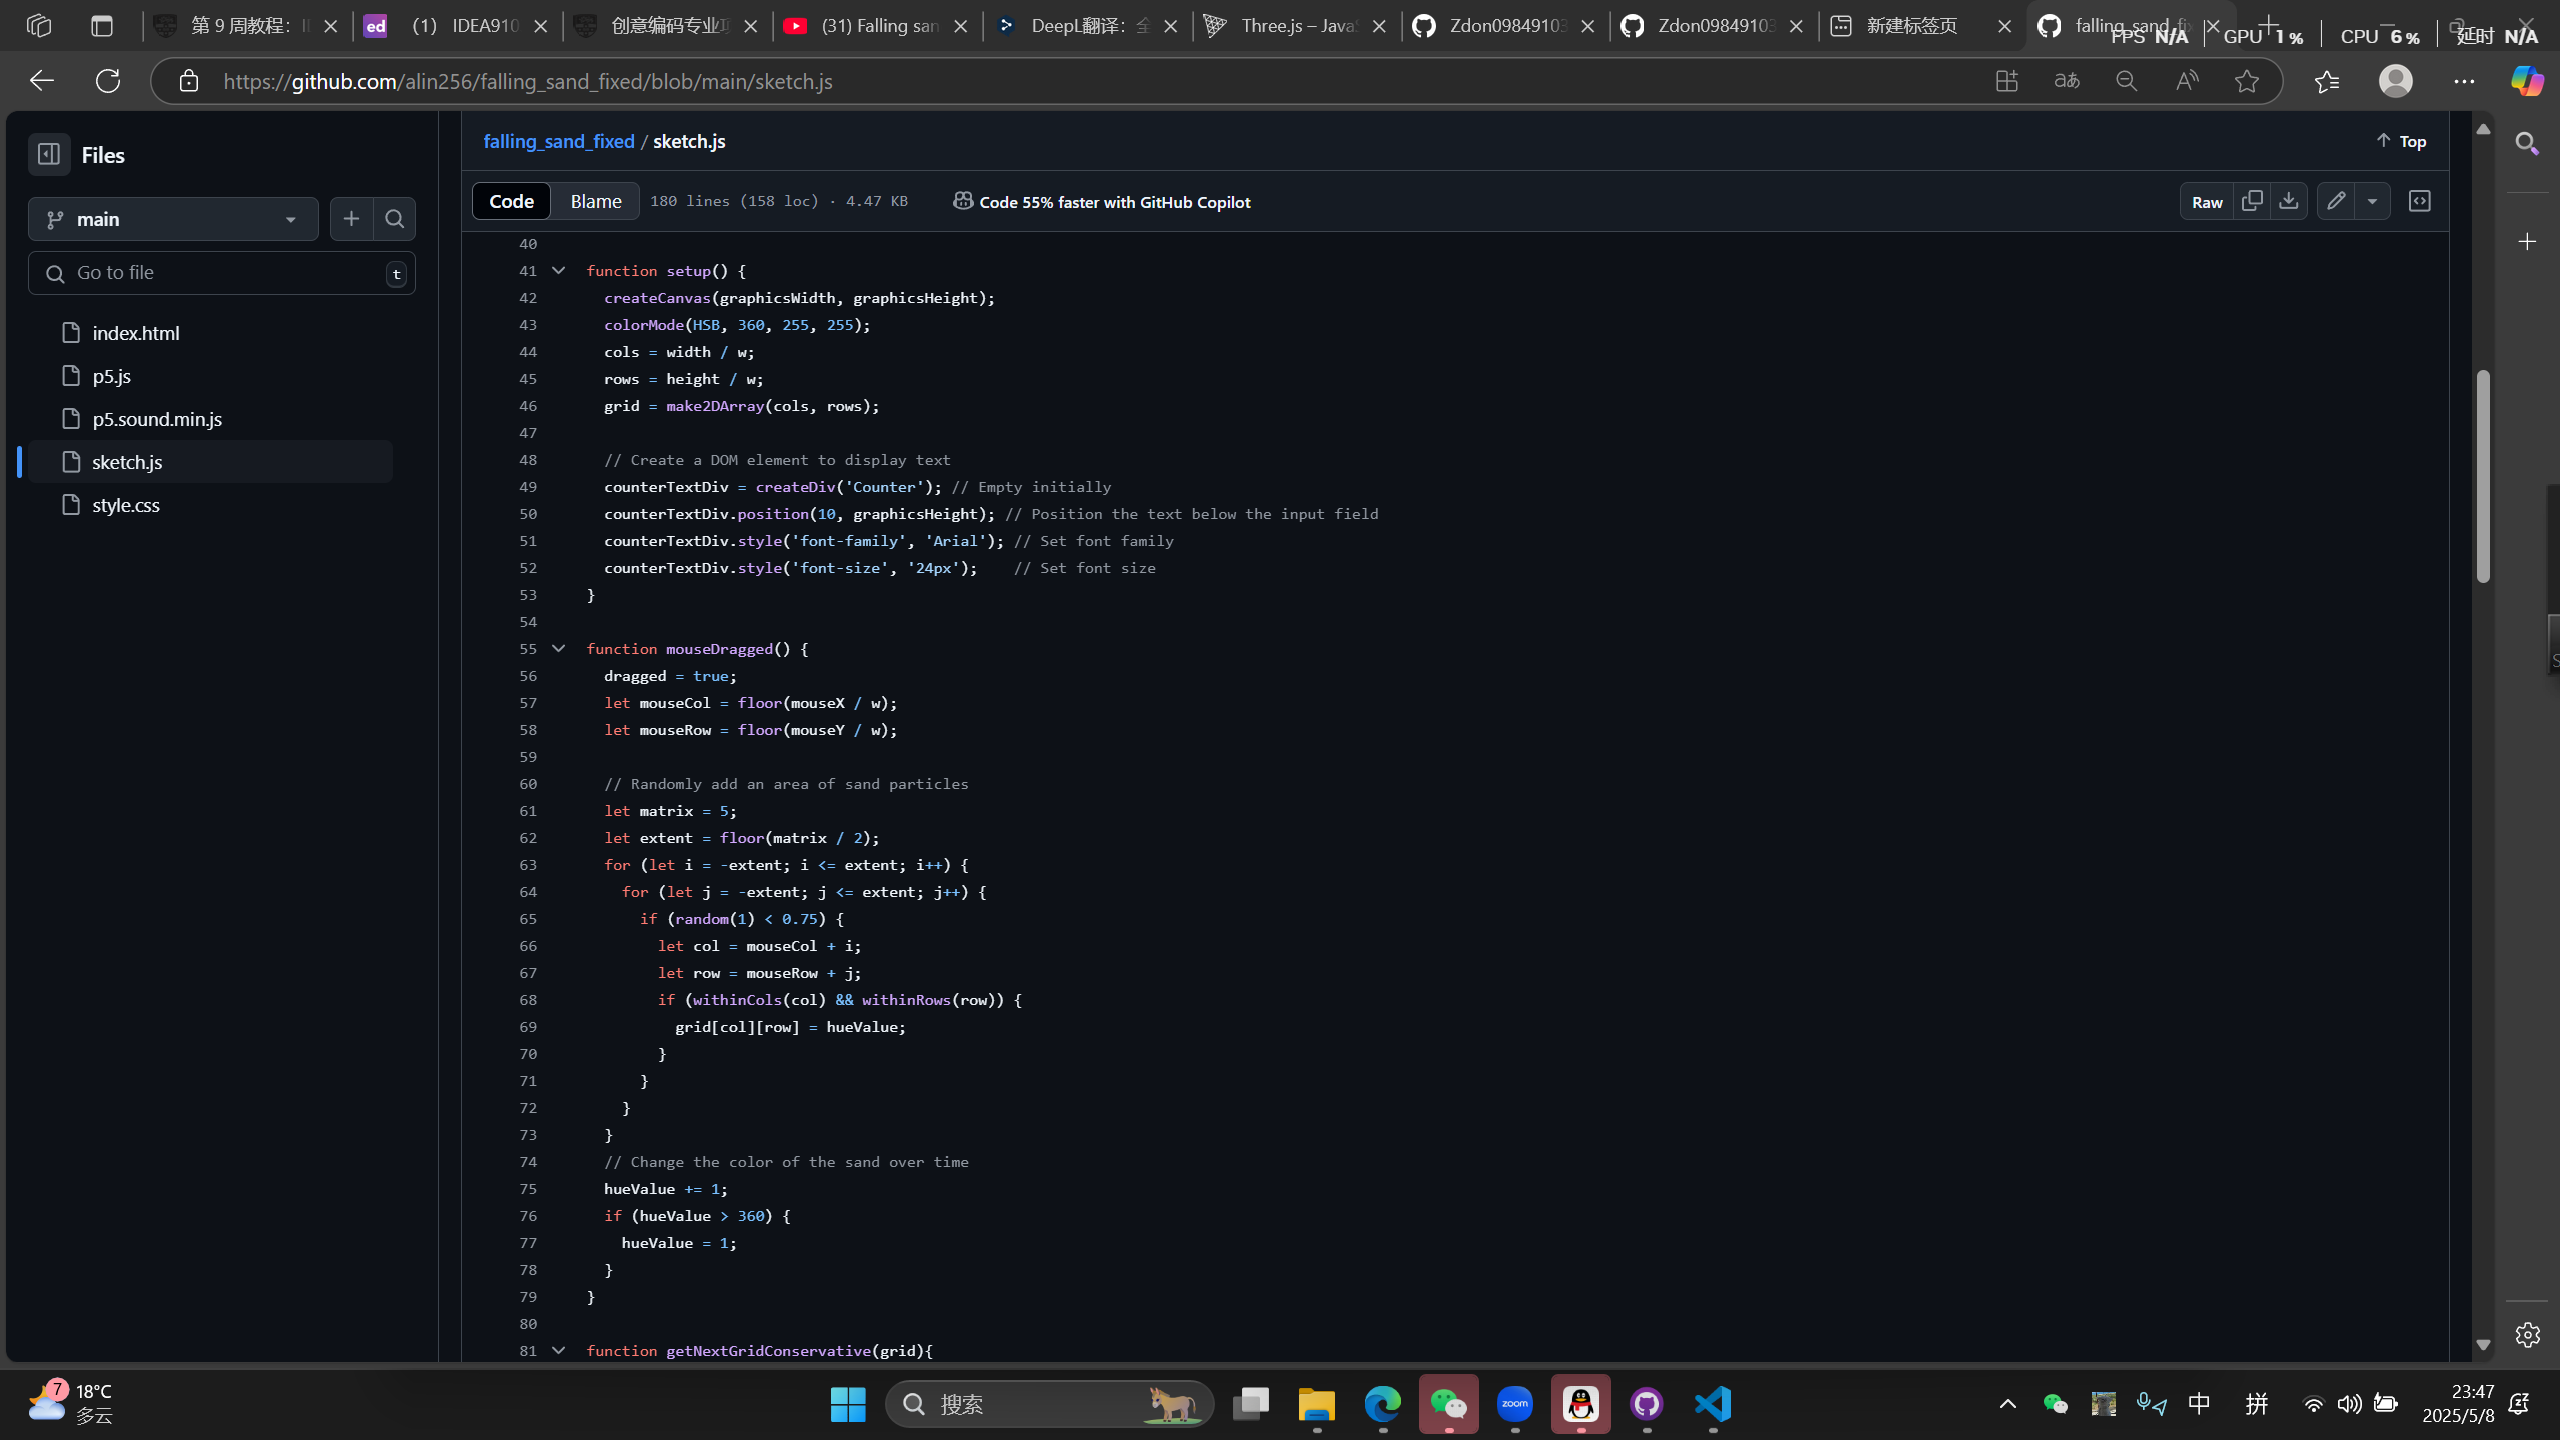 第 9 周教程：
(1) IDEA910
创意编码专业
(31) Falling san
DeepL翻译：全
Three.js – Java
Zdon0984910
Zdon0984910
新建标签页
falling_sand_fix
FPS N/A
GPU 1 %
CPU 6 %
延时 N/A
https://github.com/alin256/falling_sand_fixed/blob/main/sketch.js
Files
main
Go to file
t
index.html
p5.js
p5.sound.min.js
sketch.js
style.css
falling_sand_fixed / sketch.js
Top
Code
Blame
180 lines (158 loc) · 4.47 KB
Code 55% faster with GitHub Copilot
Raw
40
41 function setup() {
42 createCanvas(graphicsWidth, graphicsHeight);
43 colorMode(HSB, 360, 255, 255);
44 cols = width / w;
45 rows = height / w;
46 grid = make2DArray(cols, rows);
47
48 // Create a DOM element to display text
49 counterTextDiv = createDiv('Counter'); // Empty initially
50 counterTextDiv.position(10, graphicsHeight); // Position the text below the input field
51 counterTextDiv.style('font-family', 'Arial'); // Set font family
52 counterTextDiv.style('font-size', '24px');    // Set font size
53 }
54
55 function mouseDragged() {
56 dragged = true;
57 let mouseCol = floor(mouseX / w);
58 let mouseRow = floor(mouseY / w);
59
60 // Randomly add an area of sand particles
61 let matrix = 5;
62 let extent = floor(matrix / 2);
63 for (let i = -extent; i <= extent; i++) {
64 for (let j = -extent; j <= extent; j++) {
65 if (random(1) < 0.75) {
66 let col = mouseCol + i;
67 let row = mouseRow + j;
68 if (withinCols(col) && withinRows(row)) {
69 grid[col][row] = hueValue;
70 }
71 }
72 }
73 }
74 // Change the color of the sand over time
75 hueValue += 1;
76 if (hueValue > 360) {
77 hueValue = 1;
78 }
79 }
80
81 function getNextGridConservative(grid){
7
18°C
多云
搜索
zoom
中
拼
23:47
2025/5/8